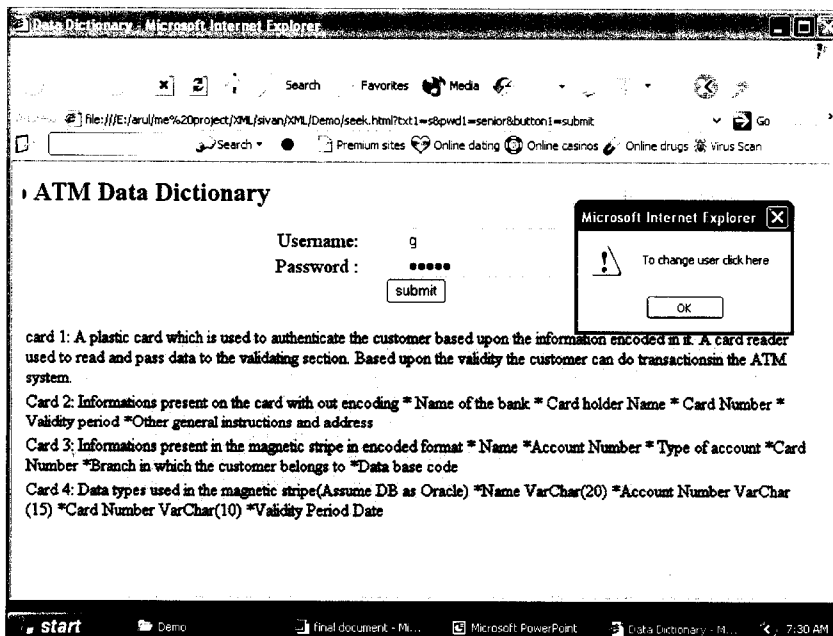 Data Dictionary - Microsoft Internet Explorer
Search Favorites Media
file:///E:/arul/me%20project/XML/sivan/XML/Demo/seek.html?txt1=s&pwd1=senior&button1=submit Go
Search Premium sites Online dating Online casinos Online drugs Virus Scan
ATM Data Dictionary
Username: g
Password : •••••
submit
Microsoft Internet Explorer
To change user click here
OK
card 1: A plastic card which is used to authenticate the customer based upon the information encoded in it. A card reader
used to read and pass data to the validating section. Based upon the validity the customer can do transactionsin the ATM
system.
Card 2: Informations present on the card with out encoding * Name of the bank * Card holder Name * Card Number *
Validity period *Other general instructions and address
Card 3: Informations present in the magnetic stripe in encoded format * Name *Account Number * Type of account *Card
Number *Branch in which the customer belongs to *Data base code
Card 4: Data types used in the magnetic stripe(Assume DB as Oracle) *Name VarChar(20) *Account Number VarChar
(15) *Card Number VarChar(10) *Validity Period Date
start Demo final document - Mi... Microsoft PowerPoint Data Dictionary - M... 7:30 AM